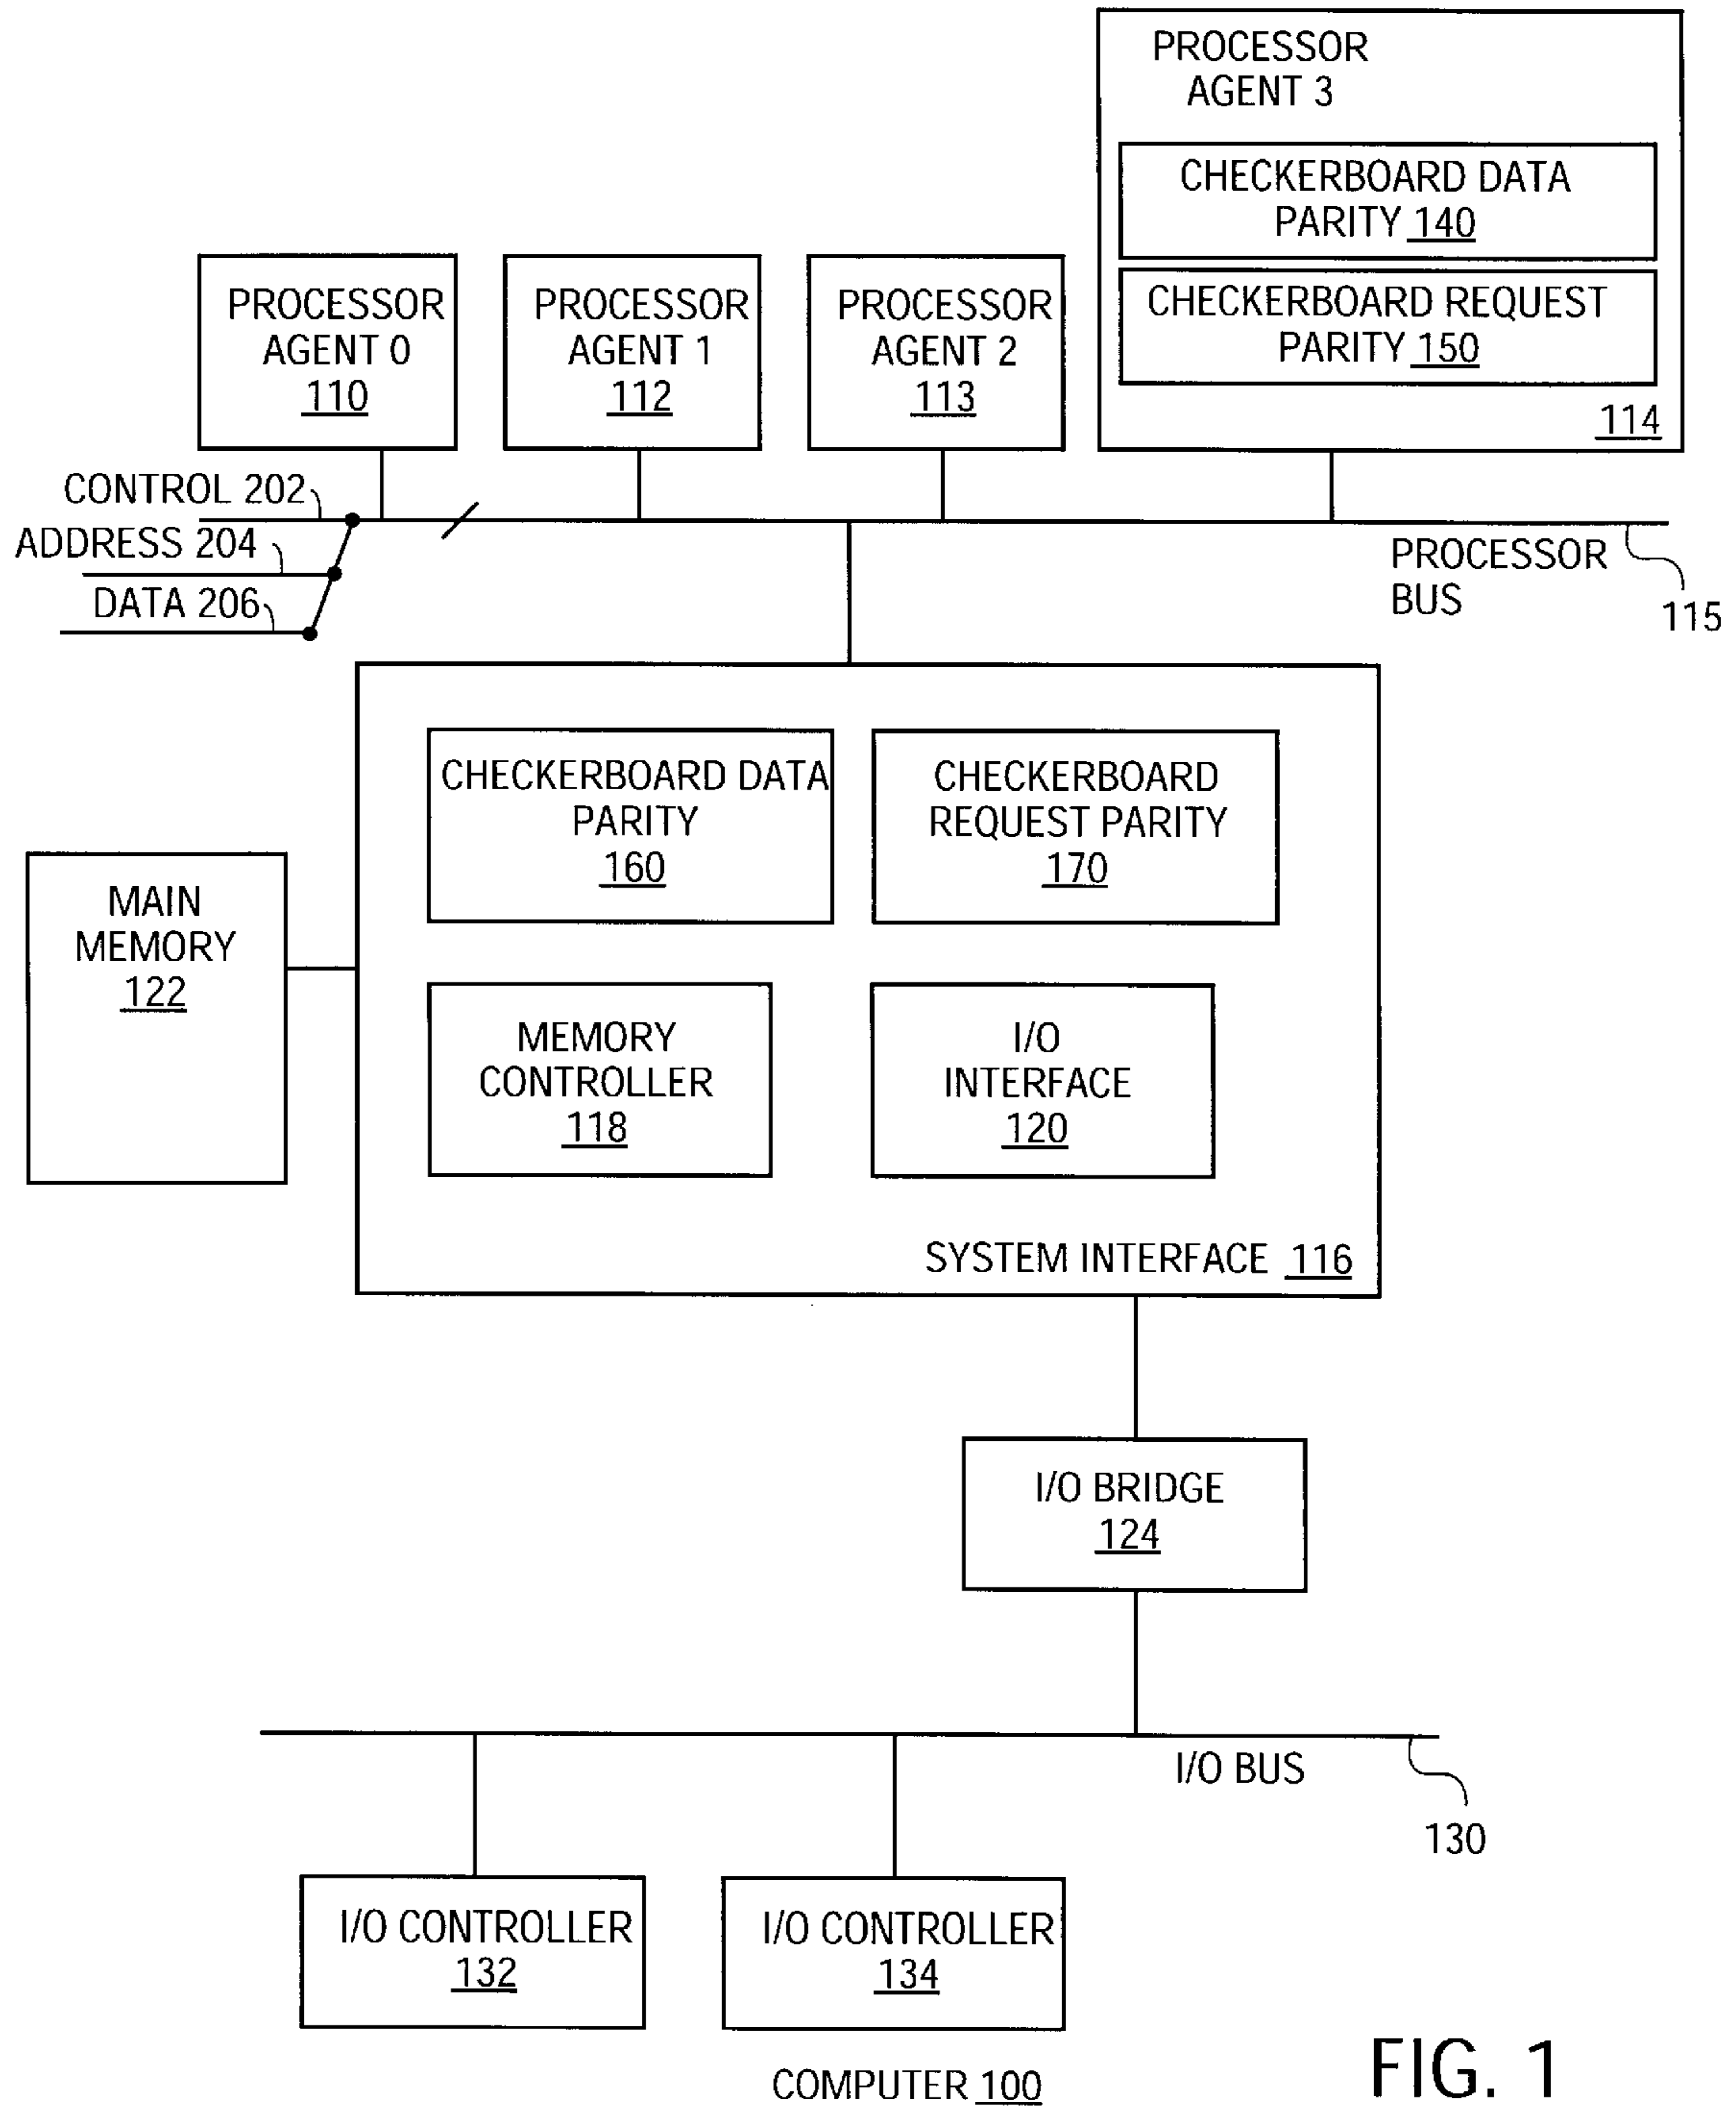 PROCESSOR
AGENT 3
CHECKERBOARD DATA
PARITY 140
CHECKERBOARD REQUEST
PARITY 150
114
PROCESSOR
AGENT 0
110
PROCESSOR
AGENT 1
112
PROCESSOR
AGENT 2
113
CONTROL 202
ADDRESS 204
DATA 206
PROCESSOR
BUS
115
CHECKERBOARD DATA
PARITY
160
CHECKERBOARD
REQUEST PARITY
170
MAIN
MEMORY
122
MEMORY
CONTROLLER
118
I/O
INTERFACE
120
SYSTEM INTERFACE 116
I/O BRIDGE
124
I/O BUS
130
I/O CONTROLLER
132
I/O CONTROLLER
134
COMPUTER 100
FIG. 1